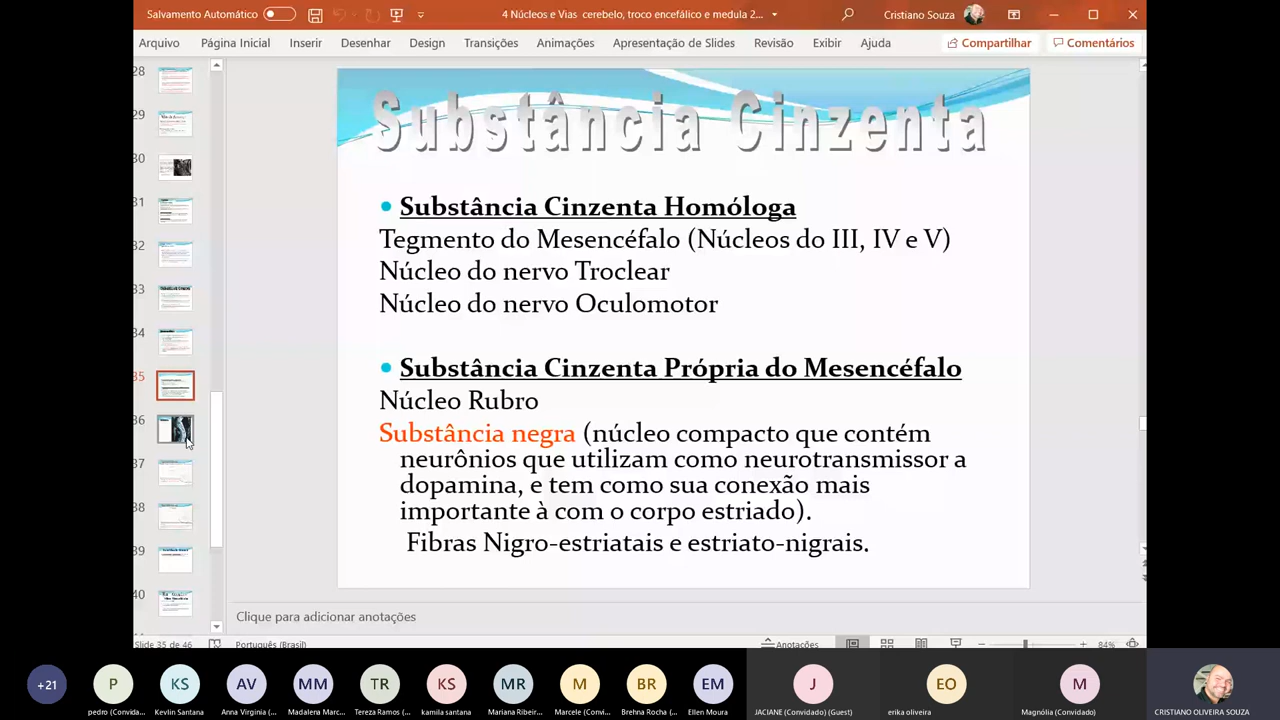 Salvamento Automático
4 Núcleos e Vias cerebelo, troco encefálico e medula 2...
Cristiano Souza
Arquivo Página Inicial Inserir Desenhar Design Transições Animações Apresentação de Slides Revisão Exibir Ajuda Compartilhar Comentários
28
29
30
31
32
33
34
35
36
37
38
39
40
Substância Cinzenta
Substância Cinzenta Homóloga
Tegmento do Mesencéfalo (Núcleos do III, IV e V)
Núcleo do nervo Troclear
Núcleo do nervo Oculomotor
Substância Cinzenta Própria do Mesencéfalo
Núcleo Rubro
Substância negra (núcleo compacto que contém
neurônios que utilizam como neurotransmissor a
dopamina, e tem como sua conexão mais
importante à com o corpo estriado).
Fibras Nigro-estriatais e estriato-nigrais.
Clique para adicionar anotações
Slide 35 de 46 Português (Brasil) Anotações 84%
+21 P KS AV MM TR KS MR M BR EM J EO M
pedro (Convida... Kevlin Santana Anna Virginia (... Madalena Marc... Tereza Ramos (... kamila santana Mariana Ribeir... Marcele (Convi... Brehna Rocha (... Ellen Moura JACIANE (Convidado) (Guest) erika oliveira Magnólia (Convidado) CRISTIANO OLIVEIRA SOUZA